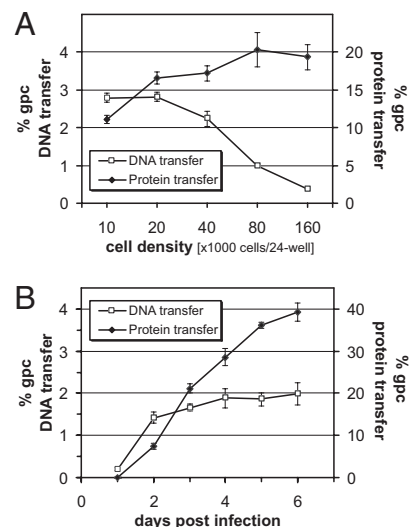 A
% gpc
DNA transfer
4
3
2
1
0
20
15
10
5
0
% gpc
protein transfer
DNA transfer
Protein transfer
10 20 40 80 160
cell density [x1000 cells/24-well]
B
% gpc
DNA transfer
4
3
2
1
0
40
30
20
10
0
% gpc
protein transfer
DNA transfer
Protein transfer
0 2 4 6
days post infection